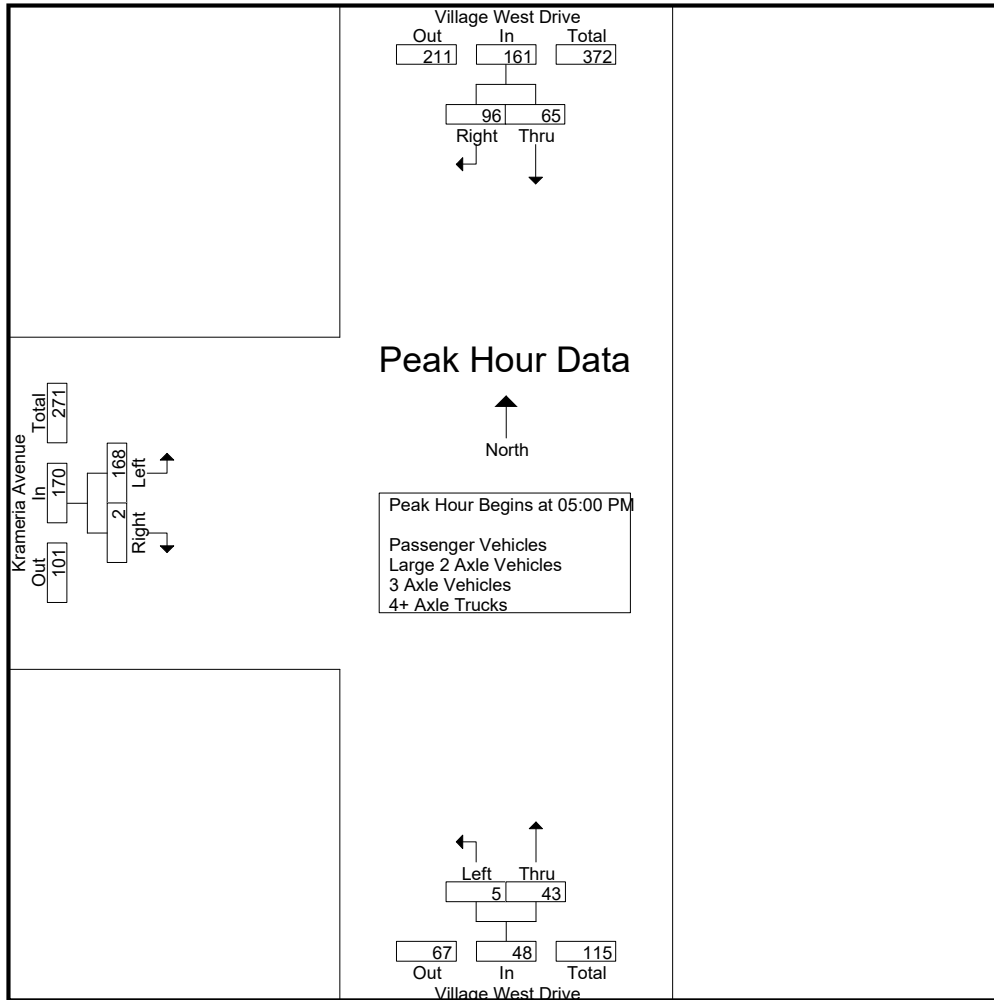 Village West Drive
Out In Total
211 161 372
96 65
Right Thru
Peak Hour Data
North
Krameria Avenue
Out In Total
101 170 271
2 168
Right Left
Peak Hour Begins at 05:00 PM
Passenger Vehicles
Large 2 Axle Vehicles
3 Axle Vehicles
4+ Axle Trucks
Left Thru
5 43
67 48 115
Out In Total
Village West Drive